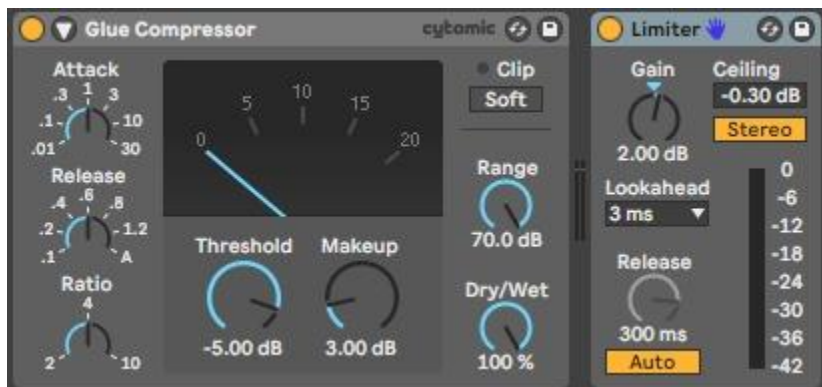 Glue Compressor cytomic
Attack
.01 .1 .3 1 3 10 30
Release
.1 .2 .4 .6 .8 1.2 A
Ratio
2 4 10
0 5 10 15 20
Threshold
-5.00 dB
Makeup
3.00 dB
Clip
Soft
Range
70.0 dB
Dry/Wet
100 %
Limiter
Gain
2.00 dB
Ceiling
-0.30 dB
Stereo
Lookahead
3 ms
Release
300 ms
Auto
0
-6
-12
-18
-24
-30
-36
-42